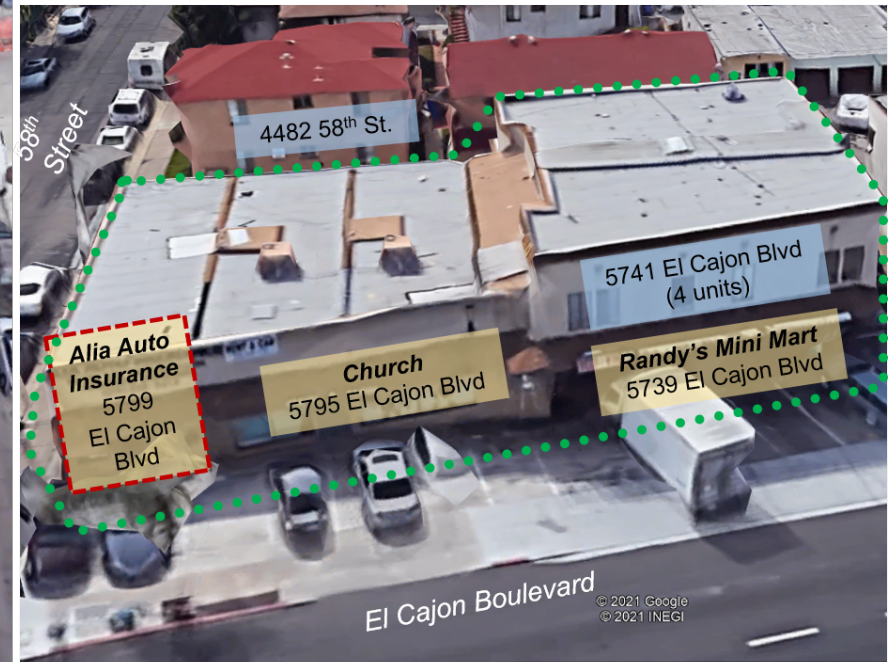 58th
Street
4482 58th St.
5741 El Cajon Blvd
(4 units)
Alia Auto
Insurance
5799
El Cajon
Blvd
Church
5795 El Cajon Blvd
Randy's Mini Mart
5739 El Cajon Blvd
El Cajon Boulevard
© 2021 Google
© 2021 INEGI